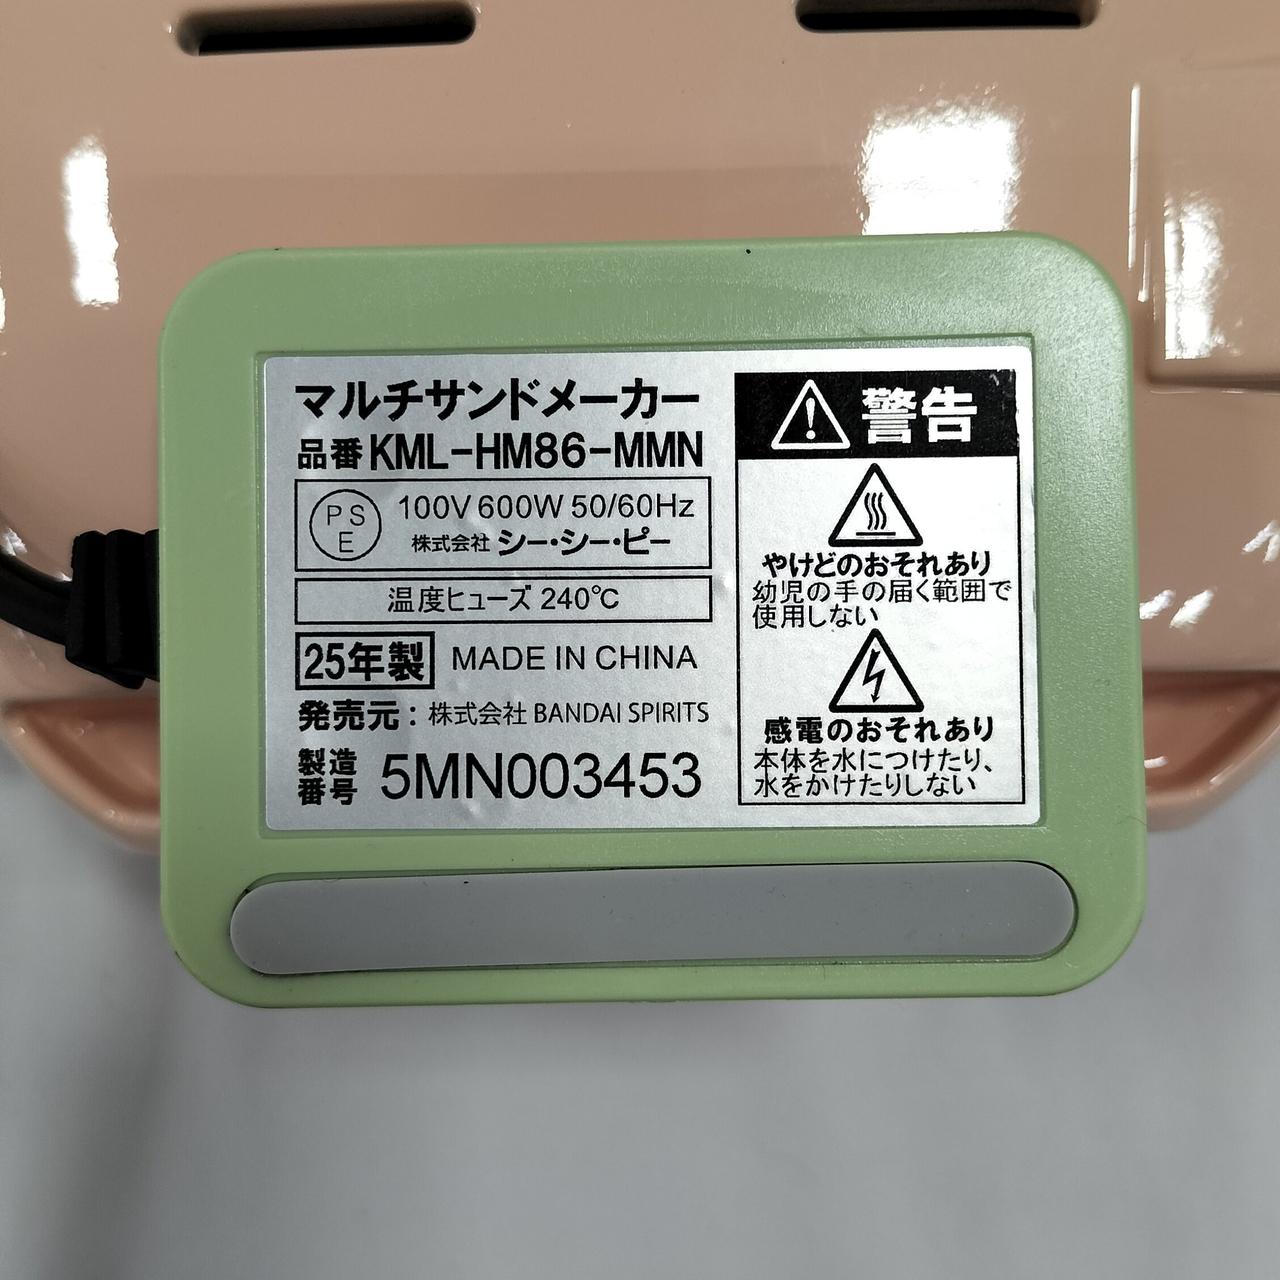 マルチサンドメーカー
品番 KML-HM86-MMN
PS
E
100V 600W 50/60Hz
株式会社 シー・シー・ピー
温度ヒューズ 240℃
25年製 MADE IN CHINA
発売元：株式会社 BANDAI SPIRITS
製造番号 5MN003453
警告
やけどのおそれあり
幼児の手の届く範囲で
使用しない
感電のおそれあり
本体を水につけたり、
水をかけたりしない